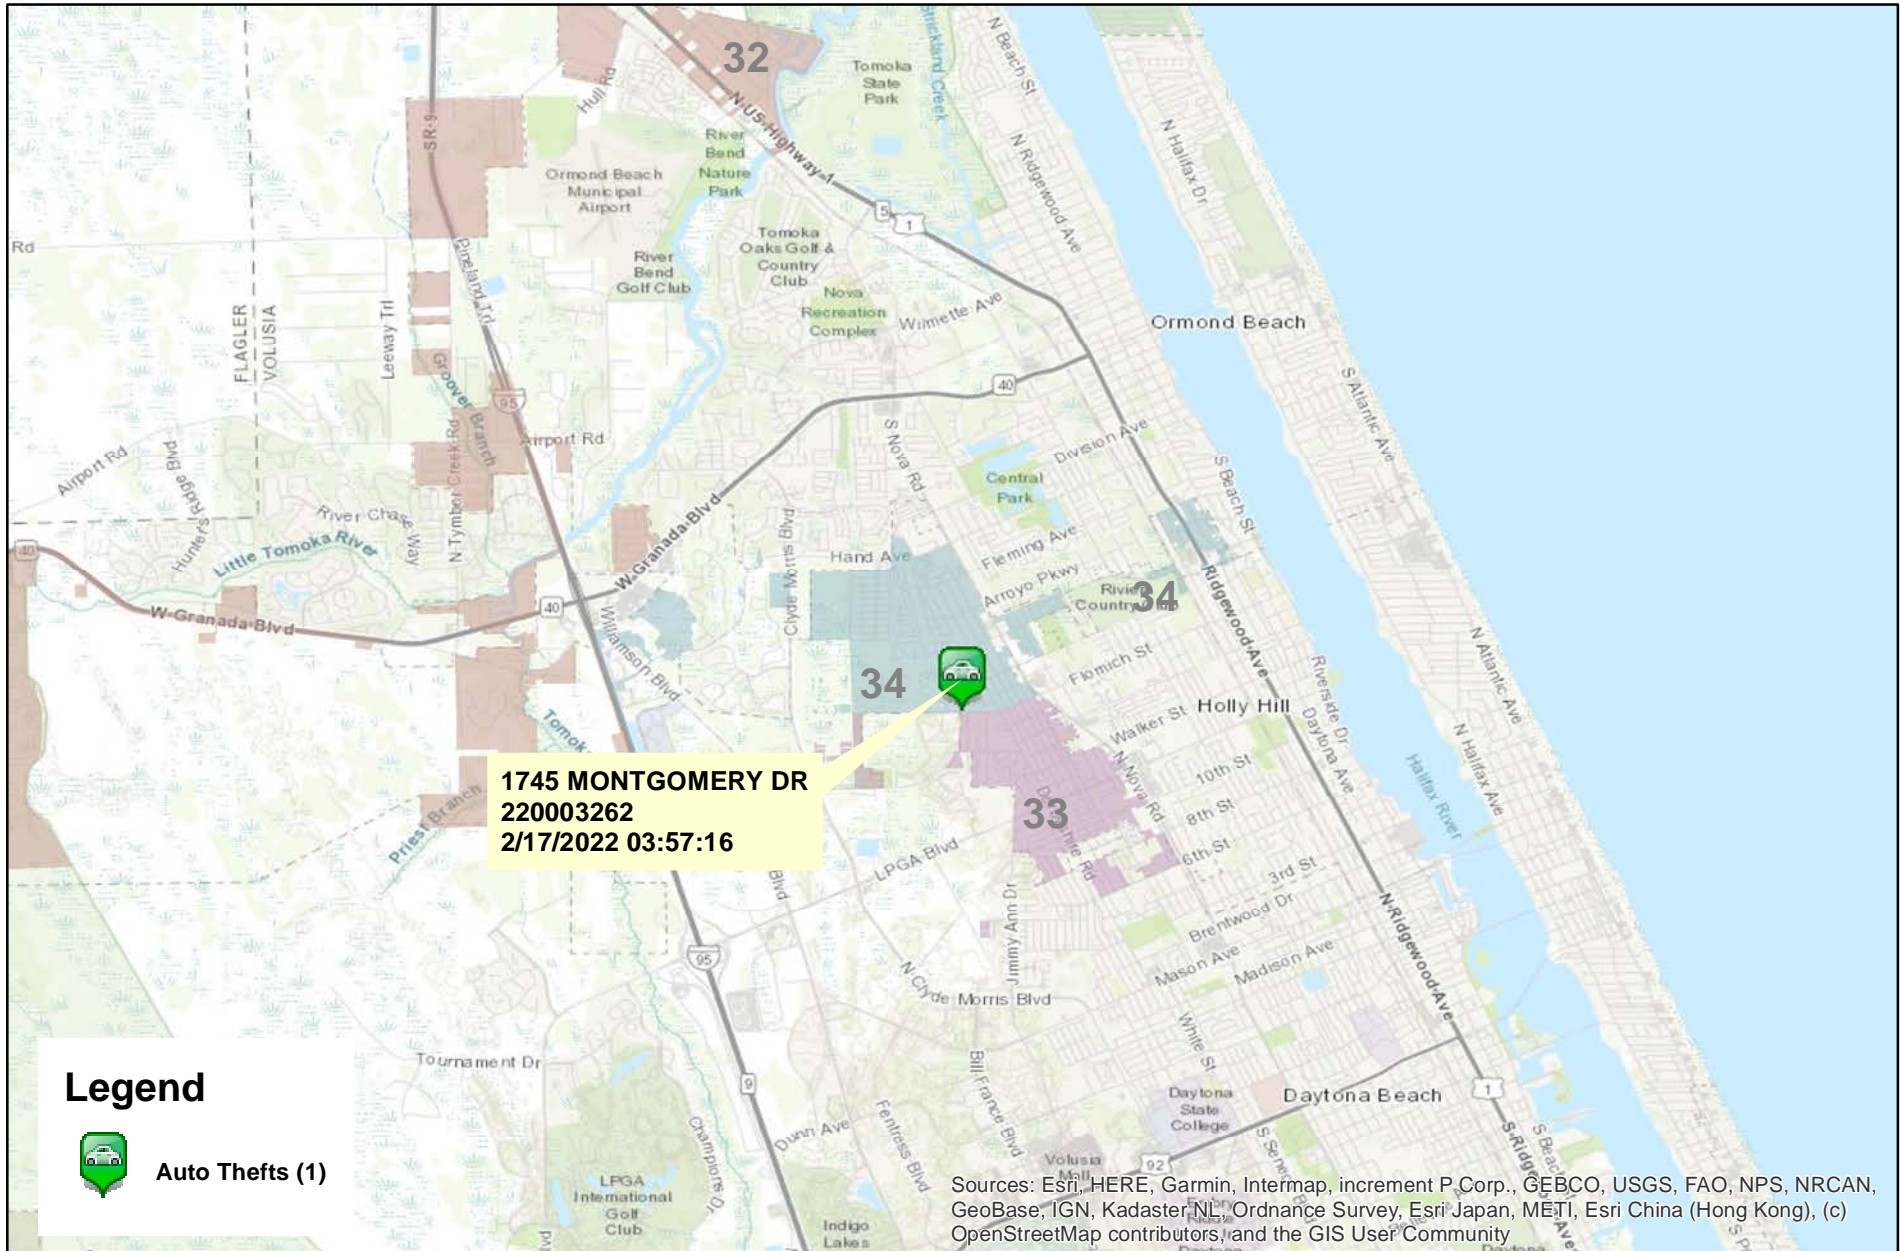 32
Tomoka
State
Park
Strickland Creek
N Beach St
Hull Rd
SR-9
N US Highway 1
River
Bend
Nature
Park
N Ridgewood Ave
N Halifax Dr
Ormond Beach
Municipal
Airport
5
1
Rd
Pineland Trl
River
Bend
Golf Club
Tomoka
Oaks Golf &
Country
Club
Nova
Recreation
Complex
Wilmette Ave
Ormond Beach
FLAGLER
VOLUSIA
Leeway Trl
Groover Branch
40
95
S Atlantic Ave
Airport Rd
Airport Rd
Hunters Ridge Blvd
N Tymber Creek Rd
S Nova Rd
Division Ave
Central
Park
S Beach St
River Chase Way
Little Tomoka River
W Granada Blvd
Clyde Morris Blvd
Hand Ave
Fleming Ave
Arroyo Pkwy
40
40
W Granada Blvd
34
Ridgewood Ave
Williamson Blvd
34
Flomich St
N Atlantic Ave
Holly Hill
Walker St
Riverside Dr
Daytona Ave
N Halifax Ave
Halifax River
1745 MONTGOMERY DR
220003262
2/17/2022 03:57:16
Priest Branch
N Nova Rd
10th St
8th St
33
6th St
3rd St
LPGA Blvd
Blvd
Jimmy Ann Dr
Brentwood Dr
Mason Ave
Madison Ave
N Ridgewood Ave
95
N Clyde Morris Blvd
White St
Tournament Dr
9
Bill France Blvd
Dunn Ave
Fentress Blvd
Champions Dr
Daytona
State
College
Daytona Beach
1
92
Volusia
Mall
LPGA
International
Golf
Club
Indigo
Lakes
Legend
Auto Thefts (1)
Sources: Esri, HERE, Garmin, Intermap, increment P Corp., GEBCO, USGS, FAO, NPS, NRCAN,
GeoBase, IGN, Kadaster NL, Ordnance Survey, Esri Japan, METI, Esri China (Hong Kong), (c)
OpenStreetMap contributors, and the GIS User Community